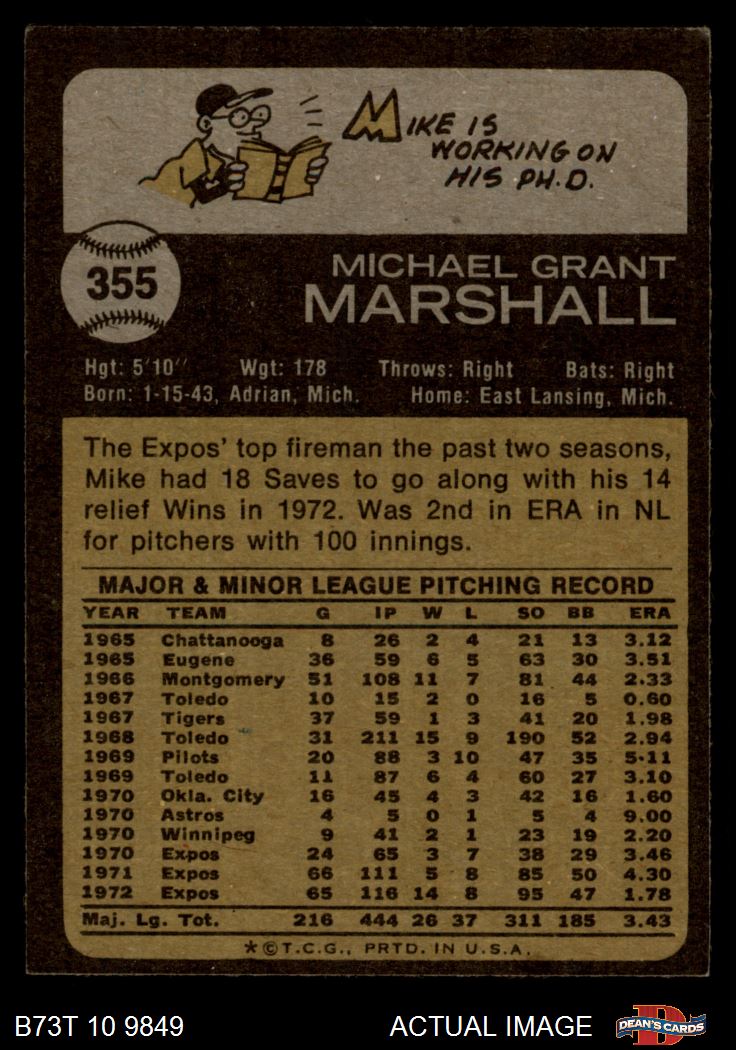 MIKE IS
WORKING ON
HIS PH.D.
355
MICHAEL GRANT
MARSHALL
Hgt: 5'10" Wgt: 178 Throws: Right Bats: Right
Born: 1-15-43, Adrian, Mich. Home: East Lansing, Mich.
The Expos' top fireman the past two seasons,
Mike had 18 Saves to go along with his 14
relief Wins in 1972. Was 2nd in ERA in NL
for pitchers with 100 innings.
MAJOR & MINOR LEAGUE PITCHING RECORD
YEAR TEAM G IP W L SO BB ERA
1965 Chattanooga 8 26 2 4 21 13 3.12
1965 Eugene 36 59 6 5 63 30 3.51
1966 Montgomery 51 108 11 7 81 44 2.33
1967 Toledo 10 15 2 0 16 5 0.60
1967 Tigers 37 59 1 3 41 20 1.98
1968 Toledo 31 211 15 9 190 52 2.94
1969 Pilots 20 88 3 10 47 35 5.11
1969 Toledo 11 87 6 4 60 27 3.10
1970 Okla. City 16 45 4 3 42 16 1.60
1970 Astros 4 5 0 1 5 4 9.00
1970 Winnipeg 9 41 2 1 23 19 2.20
1970 Expos 24 65 3 7 38 29 3.46
1971 Expos 66 111 5 8 85 50 4.30
1972 Expos 65 116 14 8 95 47 1.78
Maj. Lg. Tot. 216 444 26 37 311 185 3.43
*©T.C.G., PRTD. IN U.S.A.
B73T 10 9849 ACTUAL IMAGE D DEAN'S CARDS